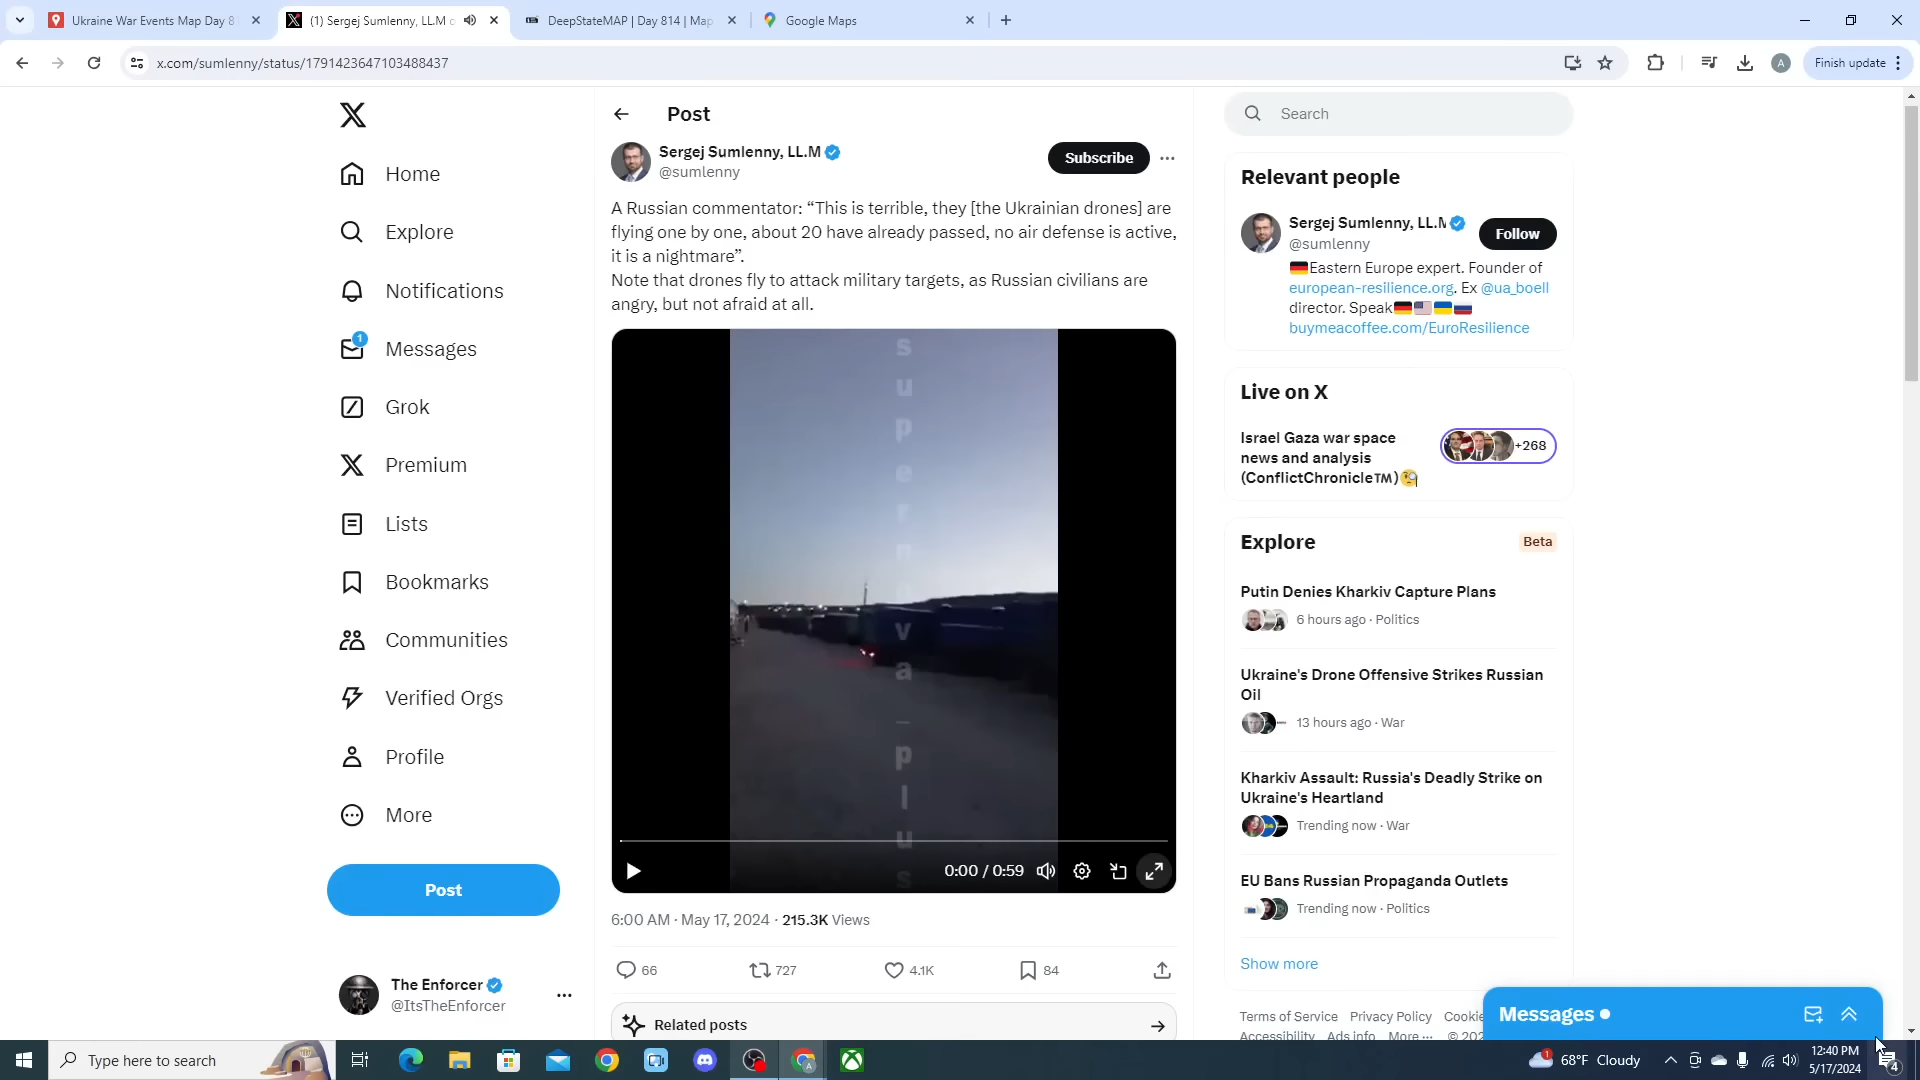 Ukraine War Events Map Day 8
(1) Sergej Sumlenny, LL.M o
DeepStateMAP | Day 814 | Map
Google Maps
x.com/sumlenny/status/1791423647103488437
Finish update
A
Post
Search
Sergej Sumlenny, LL.M
@sumlenny
Subscribe
A Russian commentator: “This is terrible, they [the Ukrainian drones] are
flying one by one, about 20 have already passed, no air defense is active,
it is a nightmare”.
Note that drones fly to attack military targets, as Russian civilians are
angry, but not afraid at all.
Home
Explore
Notifications
1
Messages
Grok
Premium
Lists
Bookmarks
Communities
Verified Orgs
Profile
More
Post
The Enforcer
@ItsTheEnforcer
s
u
p
e
r
n
v
a
_
p
l
u
s
0:00 / 0:59
6:00 AM · May 17, 2024 · 215.3K Views
66
727
4.1K
84
Related posts
Relevant people
Sergej Sumlenny, LL.M
@sumlenny
Follow
Eastern Europe expert. Founder of
european-resilience.org. Ex @ua_boell
director. Speak
buymeacoffee.com/EuroResilience
Live on X
Israel Gaza war space
news and analysis
(ConflictChronicle™)
+268
Explore
Beta
Putin Denies Kharkiv Capture Plans
6 hours ago · Politics
Ukraine's Drone Offensive Strikes Russian
Oil
13 hours ago · War
Kharkiv Assault: Russia's Deadly Strike on
Ukraine's Heartland
Trending now · War
EU Bans Russian Propaganda Outlets
Trending now · Politics
Show more
Terms of Service Privacy Policy Cookie
Accessibility Ads info More ··· © 202
Messages
Type here to search
A
1
68°F Cloudy
12:40 PM
5/17/2024
4